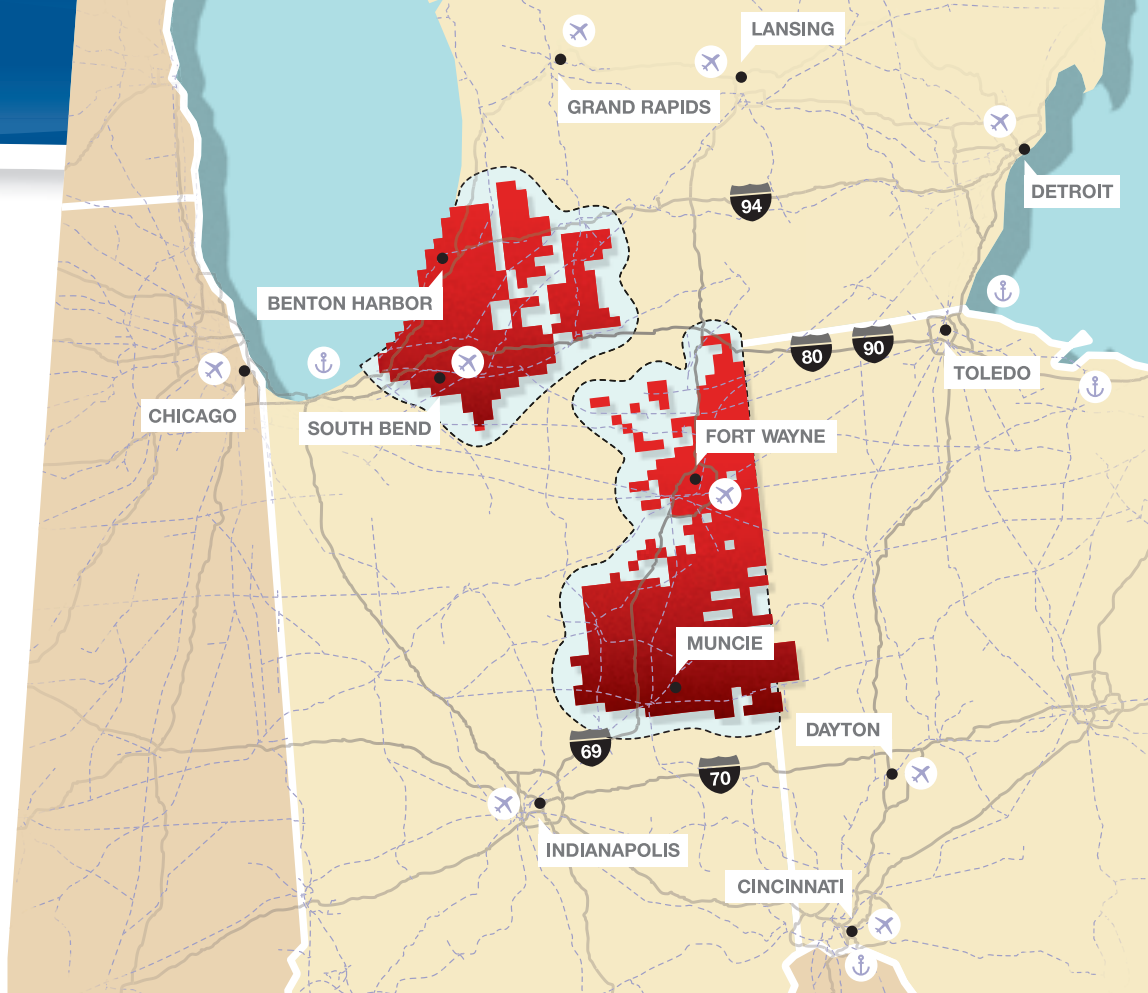 LANSING
GRAND RAPIDS
DETROIT
94
BENTON HARBOR
80
90
TOLEDO
CHICAGO
SOUTH BEND
FORT WAYNE
MUNCIE
DAYTON
69
70
INDIANAPOLIS
CINCINNATI